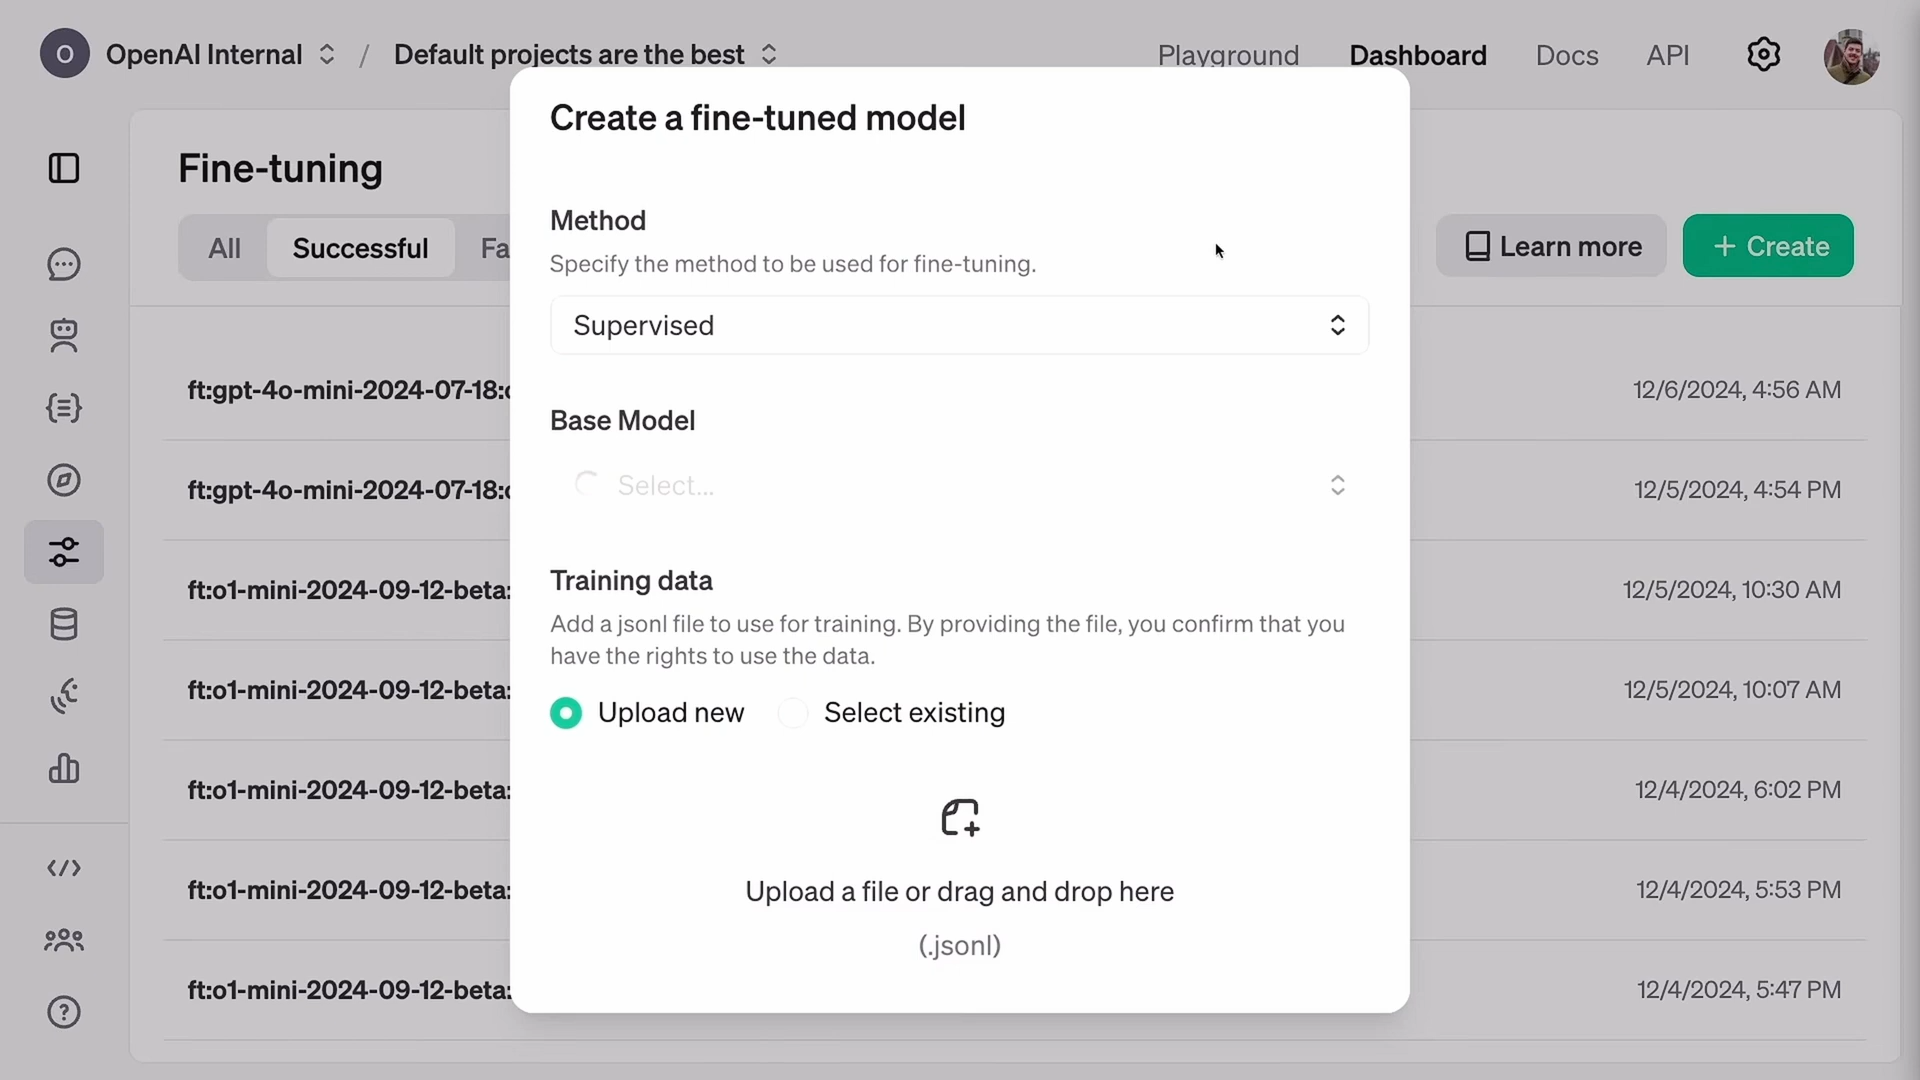 O OpenAI Internal / Default projects are the best Playground Dashboard Docs API
Create a fine-tuned model
Fine-tuning
All Successful Fa
Learn more + Create
Method
Specify the method to be used for fine-tuning.
Supervised
Base Model
Select...
Training data
Add a jsonl file to use for training. By providing the file, you confirm that you
have the rights to use the data.
Upload new Select existing
Upload a file or drag and drop here
(.jsonl)
ft:gpt-4o-mini-2024-07-18: 12/6/2024, 4:56 AM
ft:gpt-4o-mini-2024-07-18: 12/5/2024, 4:54 PM
ft:o1-mini-2024-09-12-beta: 12/5/2024, 10:30 AM
ft:o1-mini-2024-09-12-beta: 12/5/2024, 10:07 AM
ft:o1-mini-2024-09-12-beta: 12/4/2024, 6:02 PM
ft:o1-mini-2024-09-12-beta: 12/4/2024, 5:53 PM
ft:o1-mini-2024-09-12-beta: 12/4/2024, 5:47 PM